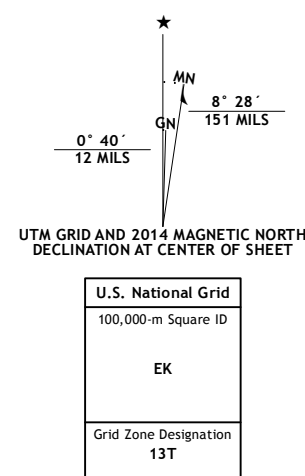 ★
MN
GN
8° 28´
151 MILS
0° 40´
12 MILS
UTM GRID AND 2014 MAGNETIC NORTH
DECLINATION AT CENTER OF SHEET
U.S. National Grid
100,000-m Square ID
EK
Grid Zone Designation
13T